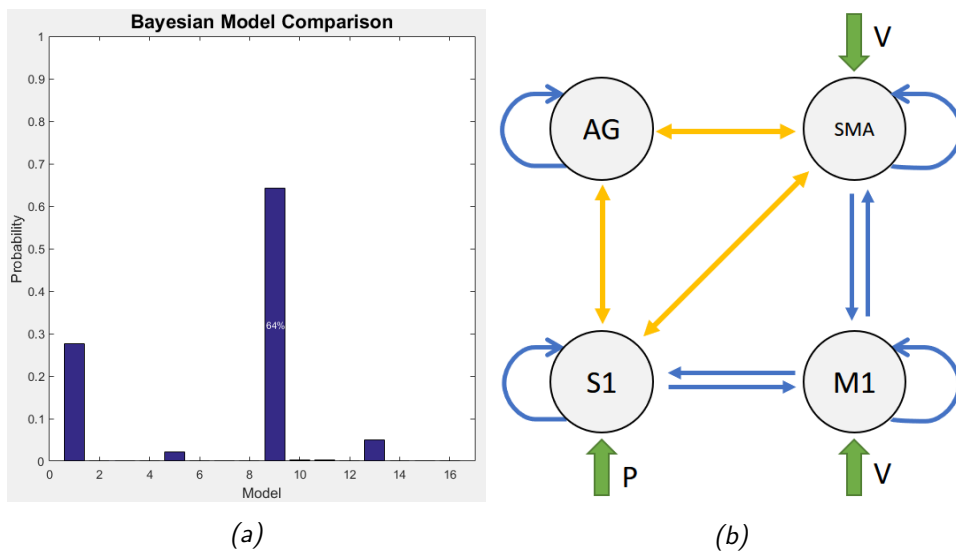 Bayesian Model Comparison
1
0.9
0.8
0.7
0.6
0.5
0.4
0.3
0.2
0.1
0
Probability
64%
0 2 4 6 8 10 12 14 16
Model
(a)
V
AG
SMA
S1
M1
P
V
(b)